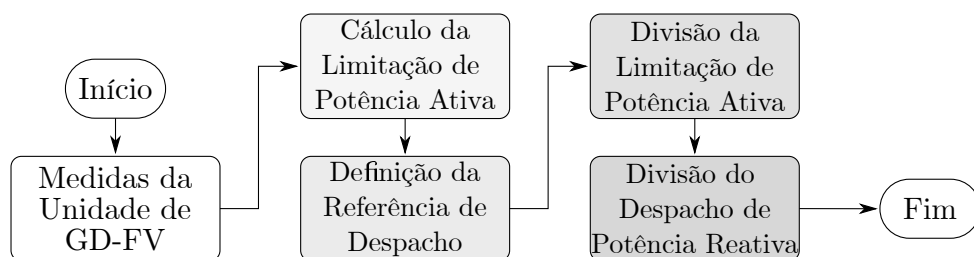 Início
Medidas da
Unidade de
GD-FV
Cálculo da
Limitação de
Potência Ativa
Definição da
Referência de
Despacho
Divisão da
Limitação de
Potência Ativa
Divisão do
Despacho de
Potência Reativa
Fim